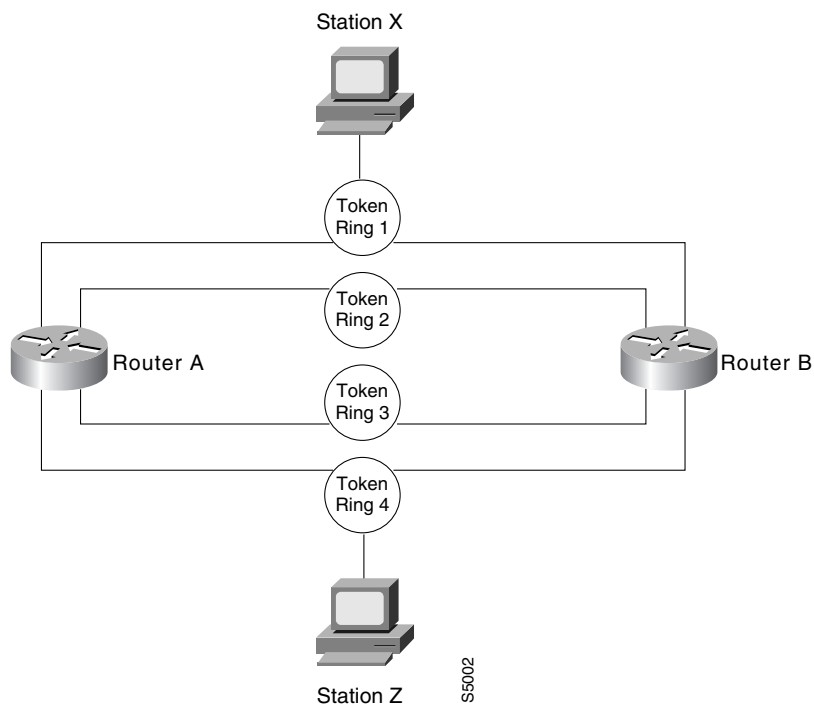 Station X
Token
Ring 1
Token
Ring 2
Router A
Router B
Token
Ring 3
Token
Ring 4
Station Z
S5002